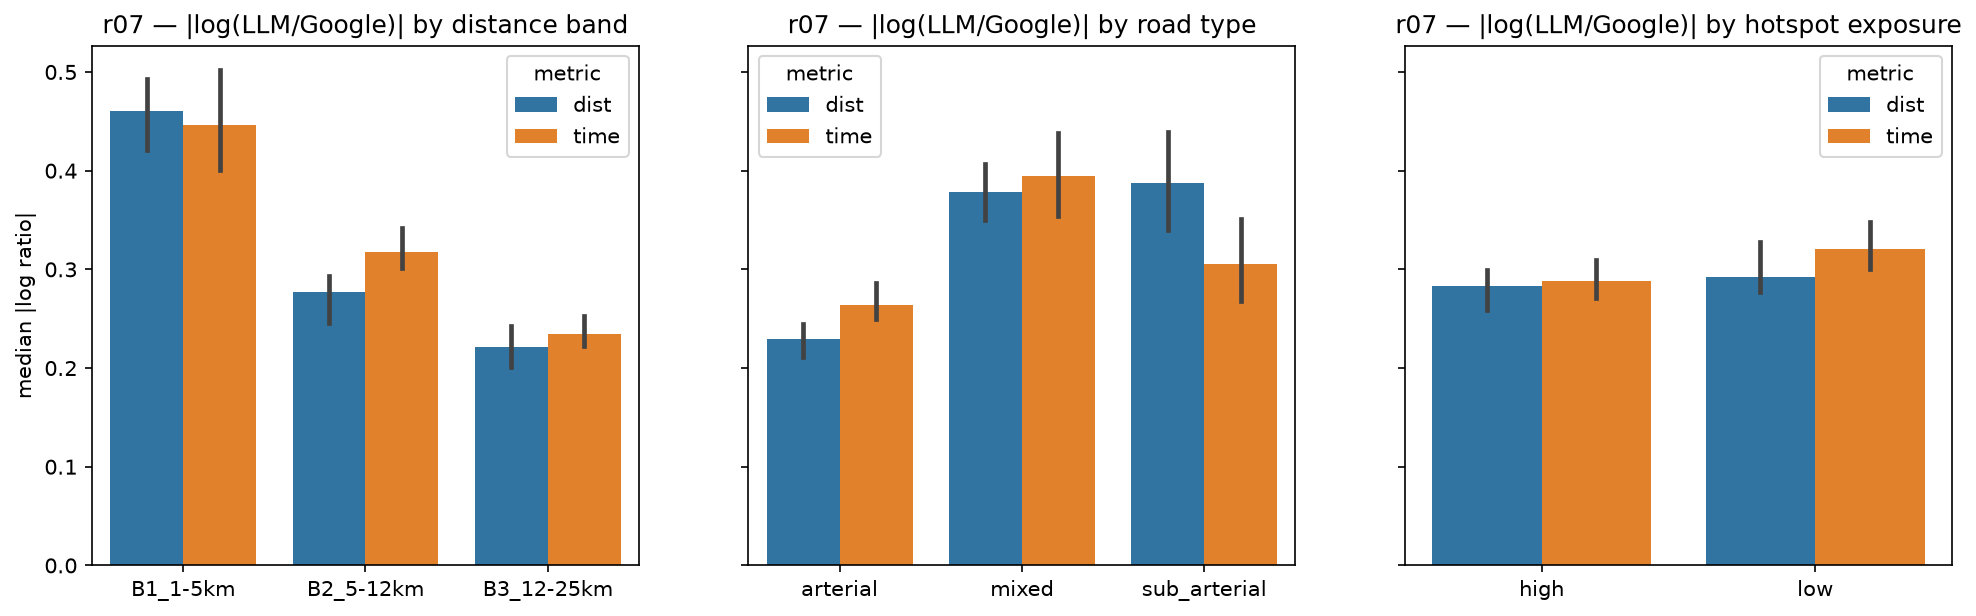 r07 — |log(LLM/Google)| by distance band
median |log ratio|
0.5
0.4
0.3
0.2
0.1
0.0
metric
dist
time
B1_1-5km
B2_5-12km
B3_12-25km
r07 — |log(LLM/Google)| by road type
metric
dist
time
arterial
mixed
sub_arterial
r07 — |log(LLM/Google)| by hotspot exposure
metric
dist
time
high
low